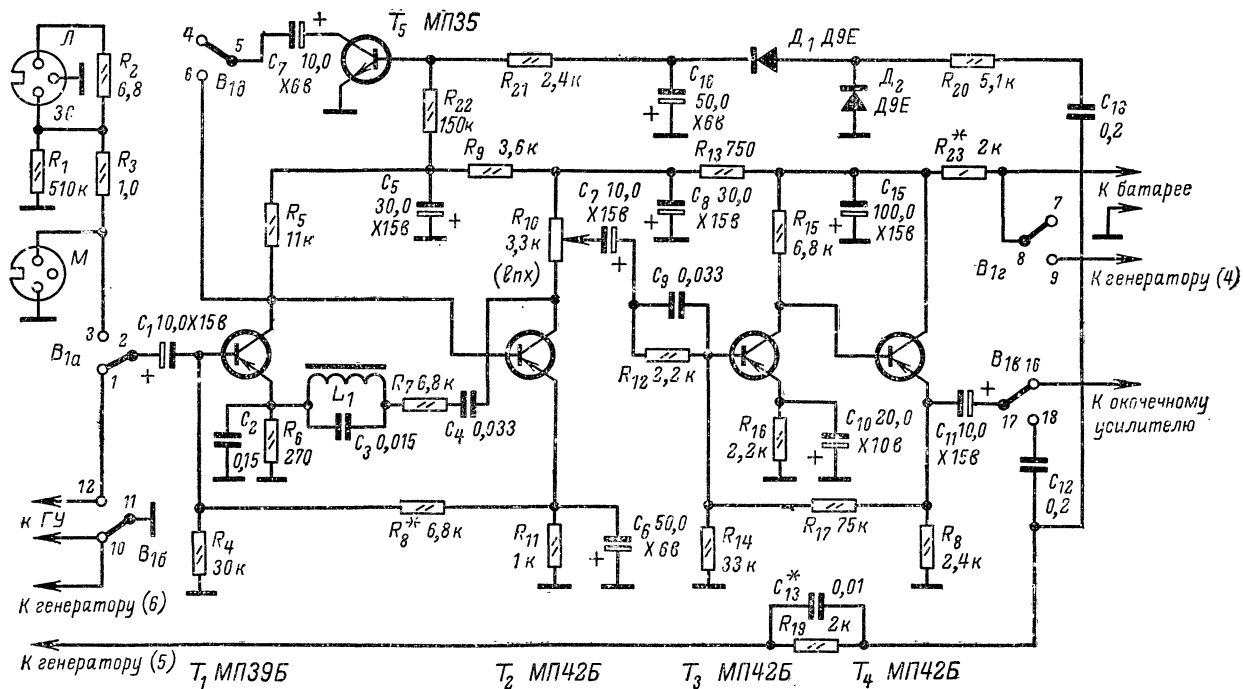 Л
R2
6,8
ЗС
R1
510к
R3
1,0
М
4
5
6
В1д
C7
10,0
Х6в
+
T5 МП35
R21
2,4к
R22
150к
C16
50,0
Х6в
+
Д1 Д9Е
Д2
Д9Е
R20
5,1к
C13
0,2
R5
11к
R9 3,6к
C5
30,0
Х15в
+
R10
3,3к
(впх)
C7 10,0
Х15в
+
R13 750
C8 30,0
Х15в
+
R15
6,8к
C15
100,0
Х15в
+
R23* 2к
К батарее
7
8
9
В1г
К генератору (4)
3
2
1
В1а
C1 10,0Х15в
+
C9 0,033
R12 2,2к
L1
C3 0,015
R7 6,8к
C4 0,033
C2
0,15
R6
270
R16
2,2к
C10 20,0
Х10в
+
C11 10,0
Х15в
+
В1в 16
17
18
К оконечному
усилителю
C12
0,2
12
к ГУ
11
10
В1б
К генератору (6)
R4
30к
R8* 6,8к
R11
1к
C6 50,0
Х6в
+
R14
33к
R17 75к
R8
2,4к
C13* 0,01
R19 2к
К генератору (5)
T1 МП39Б
T2 МП42Б
T3 МП42Б
T4 МП42Б